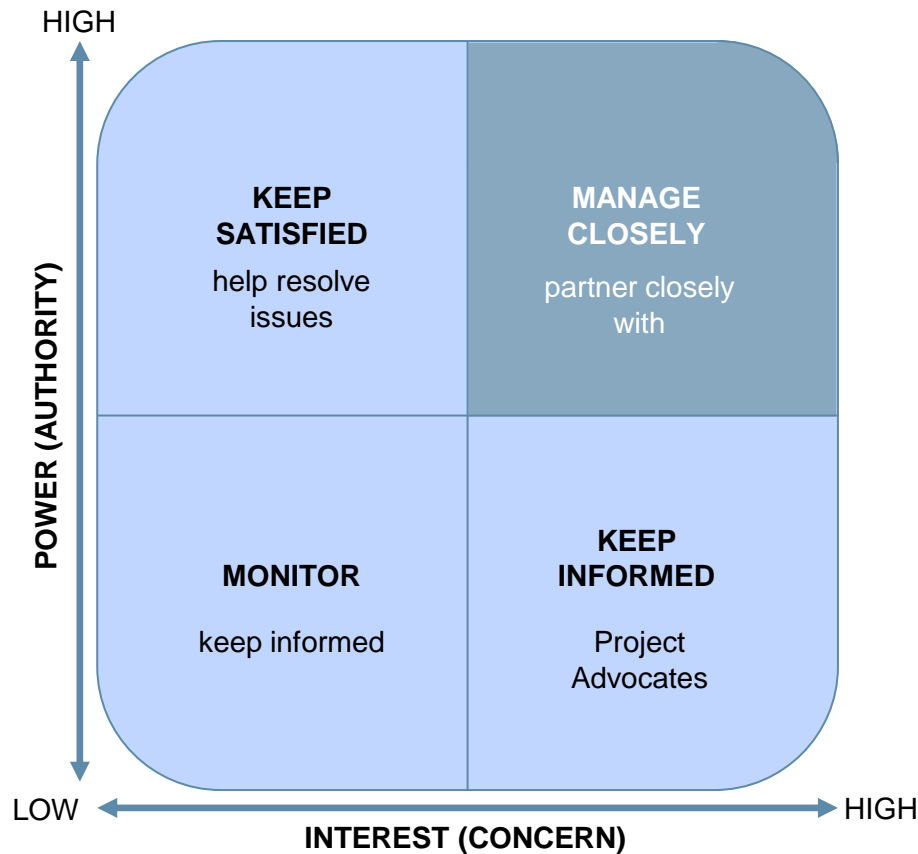 HIGH
KEEP
SATISFIED
help resolve
issues
MANAGE
CLOSELY
partner closely
with
POWER (AUTHORITY)
MONITOR
keep informed
KEEP
INFORMED
Project
Advocates
LOW
HIGH
INTEREST (CONCERN)